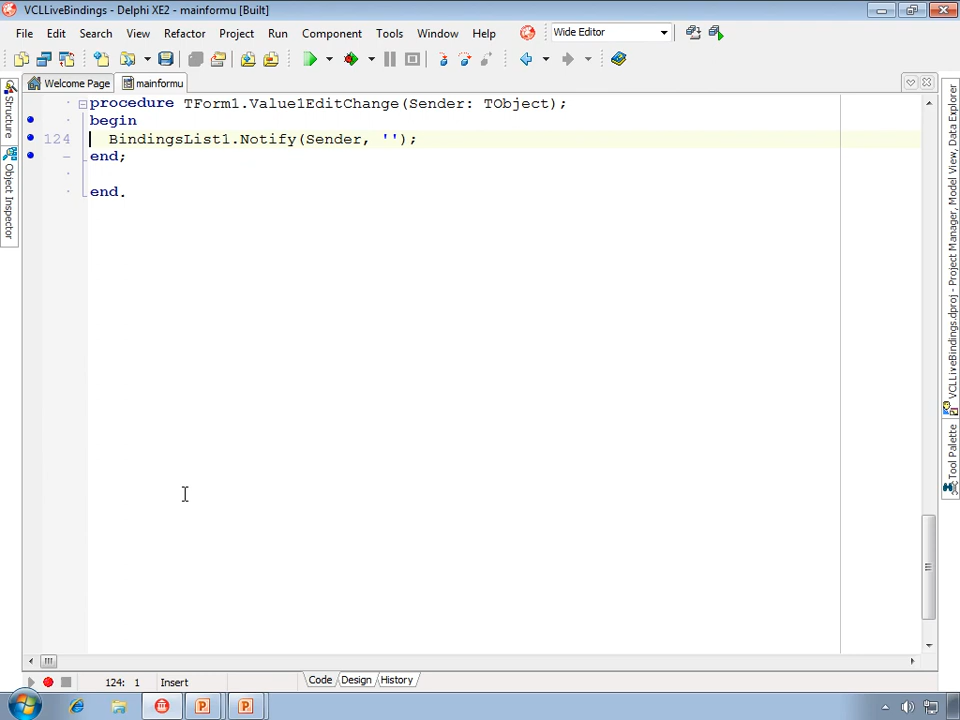 VCLLiveBindings - Delphi XE2 - mainformu [Built]
File Edit Search View Refactor Project Run Component Tools Window Help
Wide Editor
Welcome Page mainformu
procedure TForm1.Value1EditChange(Sender: TObject);
begin
124 BindingsList1.Notify(Sender, '');
end;
end.
Structure
Object Inspector
VCLLiveBindings.dproj - Project Manager, Model View, Data Explorer
Tool Palette
124: 1 Insert Code Design History